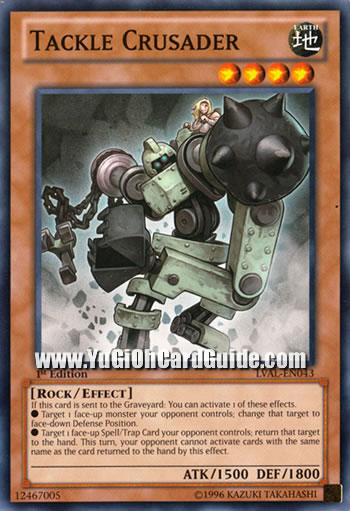 TACKLE CRUSADER
EARTH
地
www.YuGiOhCardGuide.com
1st Edition
LVAL-EN043
[ROCK/EFFECT]
If this card is sent to the Graveyard: You can activate 1 of these effects.
● Target 1 face-up monster your opponent controls; change that target to
face-down Defense Position.
● Target 1 face-up Spell/Trap Card your opponent controls; return that target
to the hand. This turn, your opponent cannot activate cards with the same
name as the card returned to the hand by this effect.
ATK/1500 DEF/1800
12467005
©1996 KAZUKI TAKAHASHI